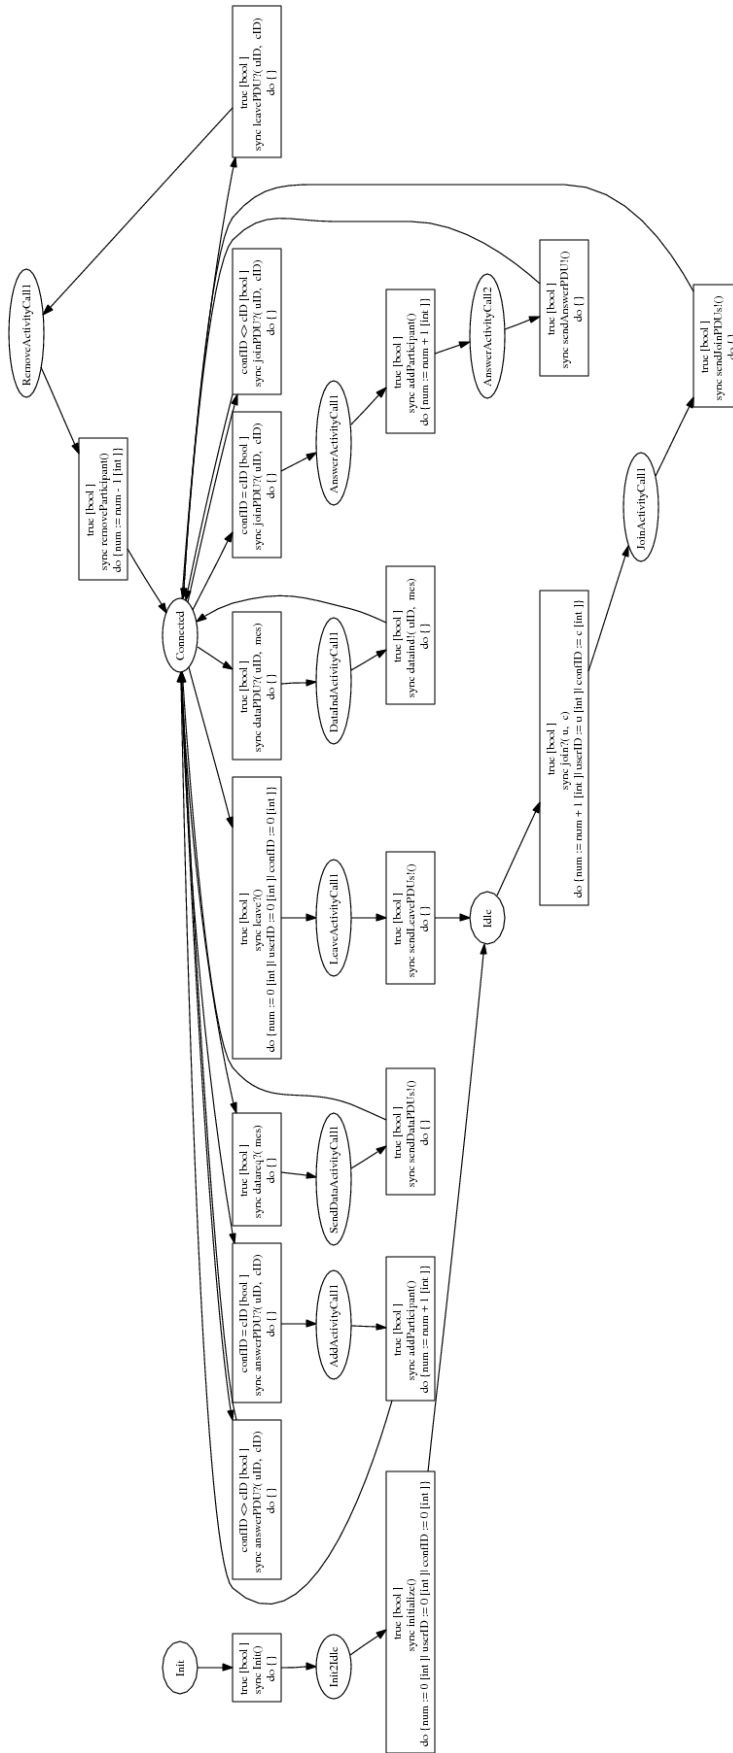 Init
true [bool ]
sync Init()
do { }
Init2Idle
true [bool ]
sync initialize()
do {num := 0 [int ]| userID := 0 [int ]| confID := 0 [int ]}
confID <> cID [bool ]
sync answerPDU?( uID, cID)
do { }
confID = cID [bool ]
sync answerPDU?( uID, cID)
do { }
AddActivityCall1
true [bool ]
sync addParticipant()
do {num := num + 1 [int ]}
true [bool ]
sync datareq?( mes)
do { }
SendDataActivityCall1
true [bool ]
sync sendDataPDUs!()
do { }
true [bool ]
sync leave?()
do {num := 0 [int ]| userID := 0 [int ]| confID := 0 [int ]}
LeaveActivityCall1
true [bool ]
sync sendLeavePDUs!()
do { }
Idle
true [bool ]
sync join?( u, c)
do {num := num + 1 [int ]| userID := u [int ]| confID := c [int ]}
JoinActivityCall1
true [bool ]
sync sendJoinPDUs!()
do { }
Connected
true [bool ]
sync dataPDU?( uID, mes)
do { }
DataIndActivityCall1
true [bool ]
sync dataInd!( uID, mes)
do { }
confID = cID [bool ]
sync joinPDU?( uID, cID)
do { }
AnswerActivityCall1
true [bool ]
sync addParticipant()
do {num := num + 1 [int ]}
AnswerActivityCall2
true [bool ]
sync sendAnswerPDU!()
do { }
confID <> cID [bool ]
sync joinPDU?( uID, cID)
do { }
true [bool ]
sync leavePDU?( uID, cID)
do { }
RemoveActivityCall1
true [bool ]
sync removeParticipant()
do {num := num - 1 [int ]}